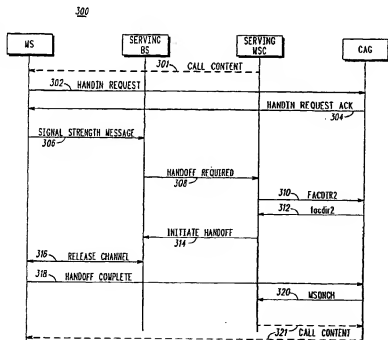 300
MS
SERVING
BS
SERVING
MSC
CAG
301 CALL CONTENT
302 HANDIN REQUEST
HANDIN REQUEST ACK
304
SIGNAL STRENGTH MESSAGE
306
HANDOFF REQUIRED
308
310 FACDIR2
312 facdir2
INITIATE HANDOFF
314
316 RELEASE CHANNEL
318 HANDOFF COMPLETE
320 MSONCH
321 CALL CONTENT
321